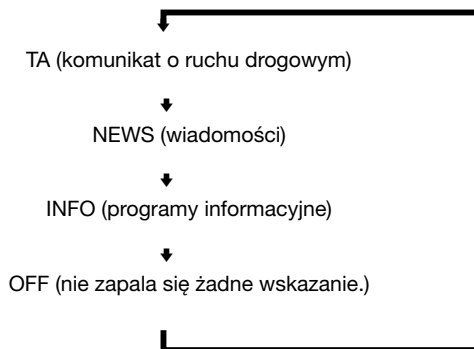 TA (komunikat o ruchu drogowym)
NEWS (wiadomości)
INFO (programy informacyjne)
OFF (nie zapala się żadne wskazanie.)